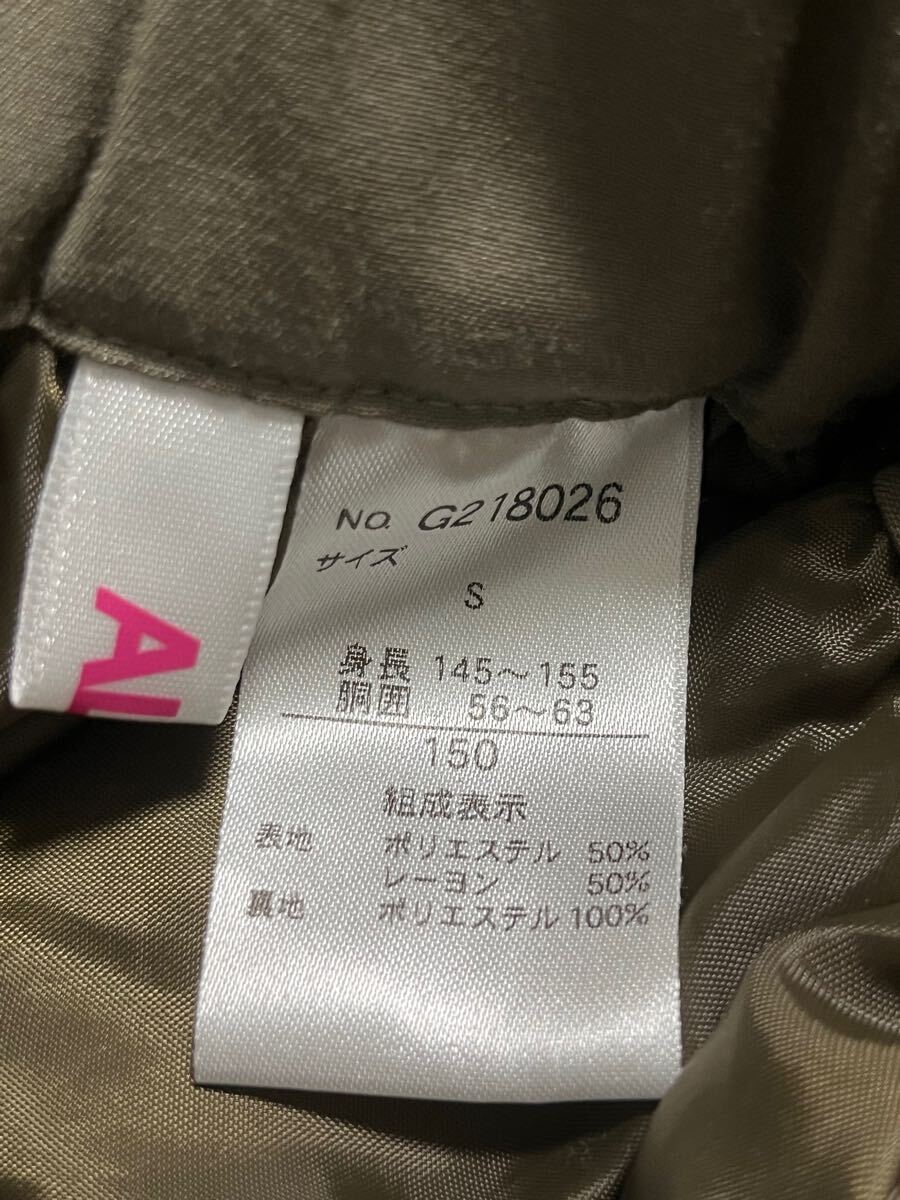 No. G218026
サイズ
S
身長 145～155
胴囲 56～63
150
組成表示
表地 ポリエステル 50%
レーヨン 50%
裏地 ポリエステル 100%